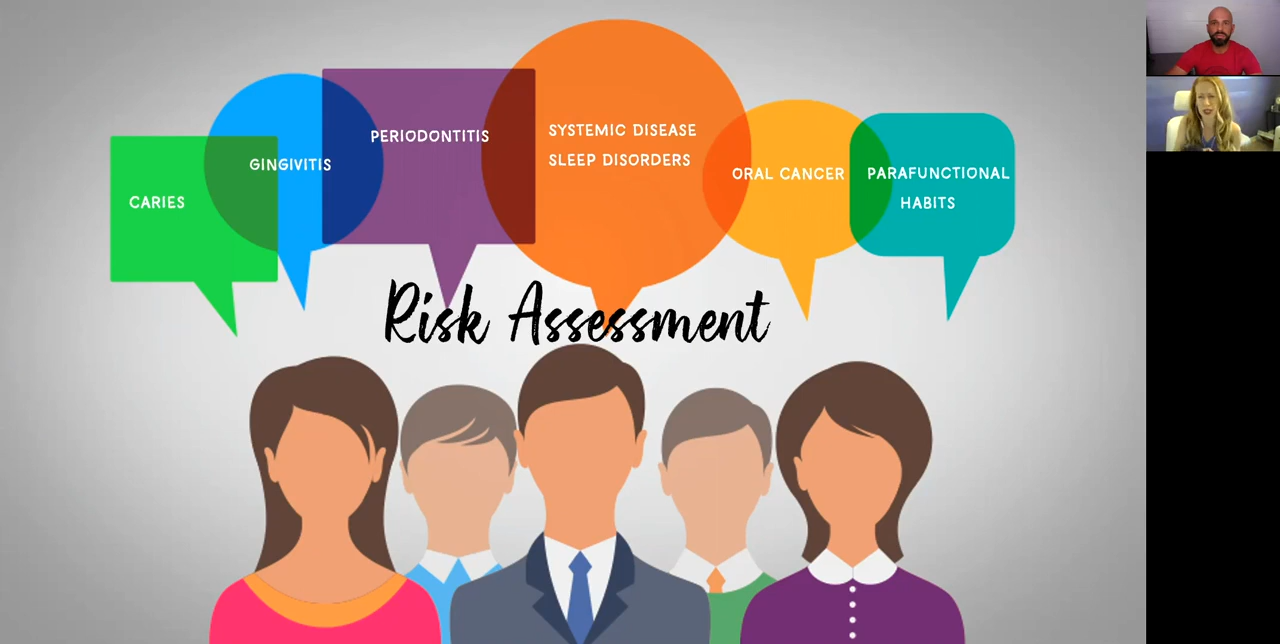 CARIES
GINGIVITIS
PERIODONTITIS
SYSTEMIC DISEASE
SLEEP DISORDERS
ORAL CANCER
PARAFUNCTIONAL
HABITS
Risk Assessment